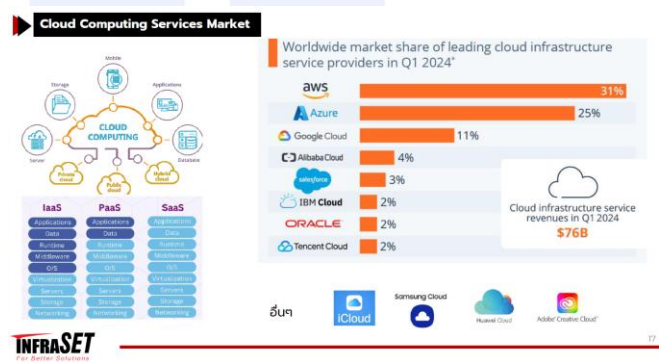 Cloud Computing Services Market
Mobile
Storage
Applications
CLOUD
COMPUTING
Server
Database
Private
cloud
Public
cloud
Hybrid
cloud
IaaS PaaS SaaS
Applications Applications Applications
Data Data Data
Runtime Runtime Runtime
Middleware Middleware Middleware
O/S O/S O/S
Virtualization Virtualization Virtualization
Servers Servers Servers
Storage Storage Storage
Networking Networking Networking
Worldwide market share of leading cloud infrastructure
service providers in Q1 2024*
aws 31%
Azure 25%
Google Cloud 11%
Alibaba Cloud 4%
salesforce 3%
IBM Cloud 2%
ORACLE 2%
Tencent Cloud 2%
Cloud infrastructure service
revenues in Q1 2024
$76B
อื่นๆ
iCloud
Samsung Cloud
Huawei Cloud
Adobe Creative Cloud
INFRASET
For Better Solutions
17